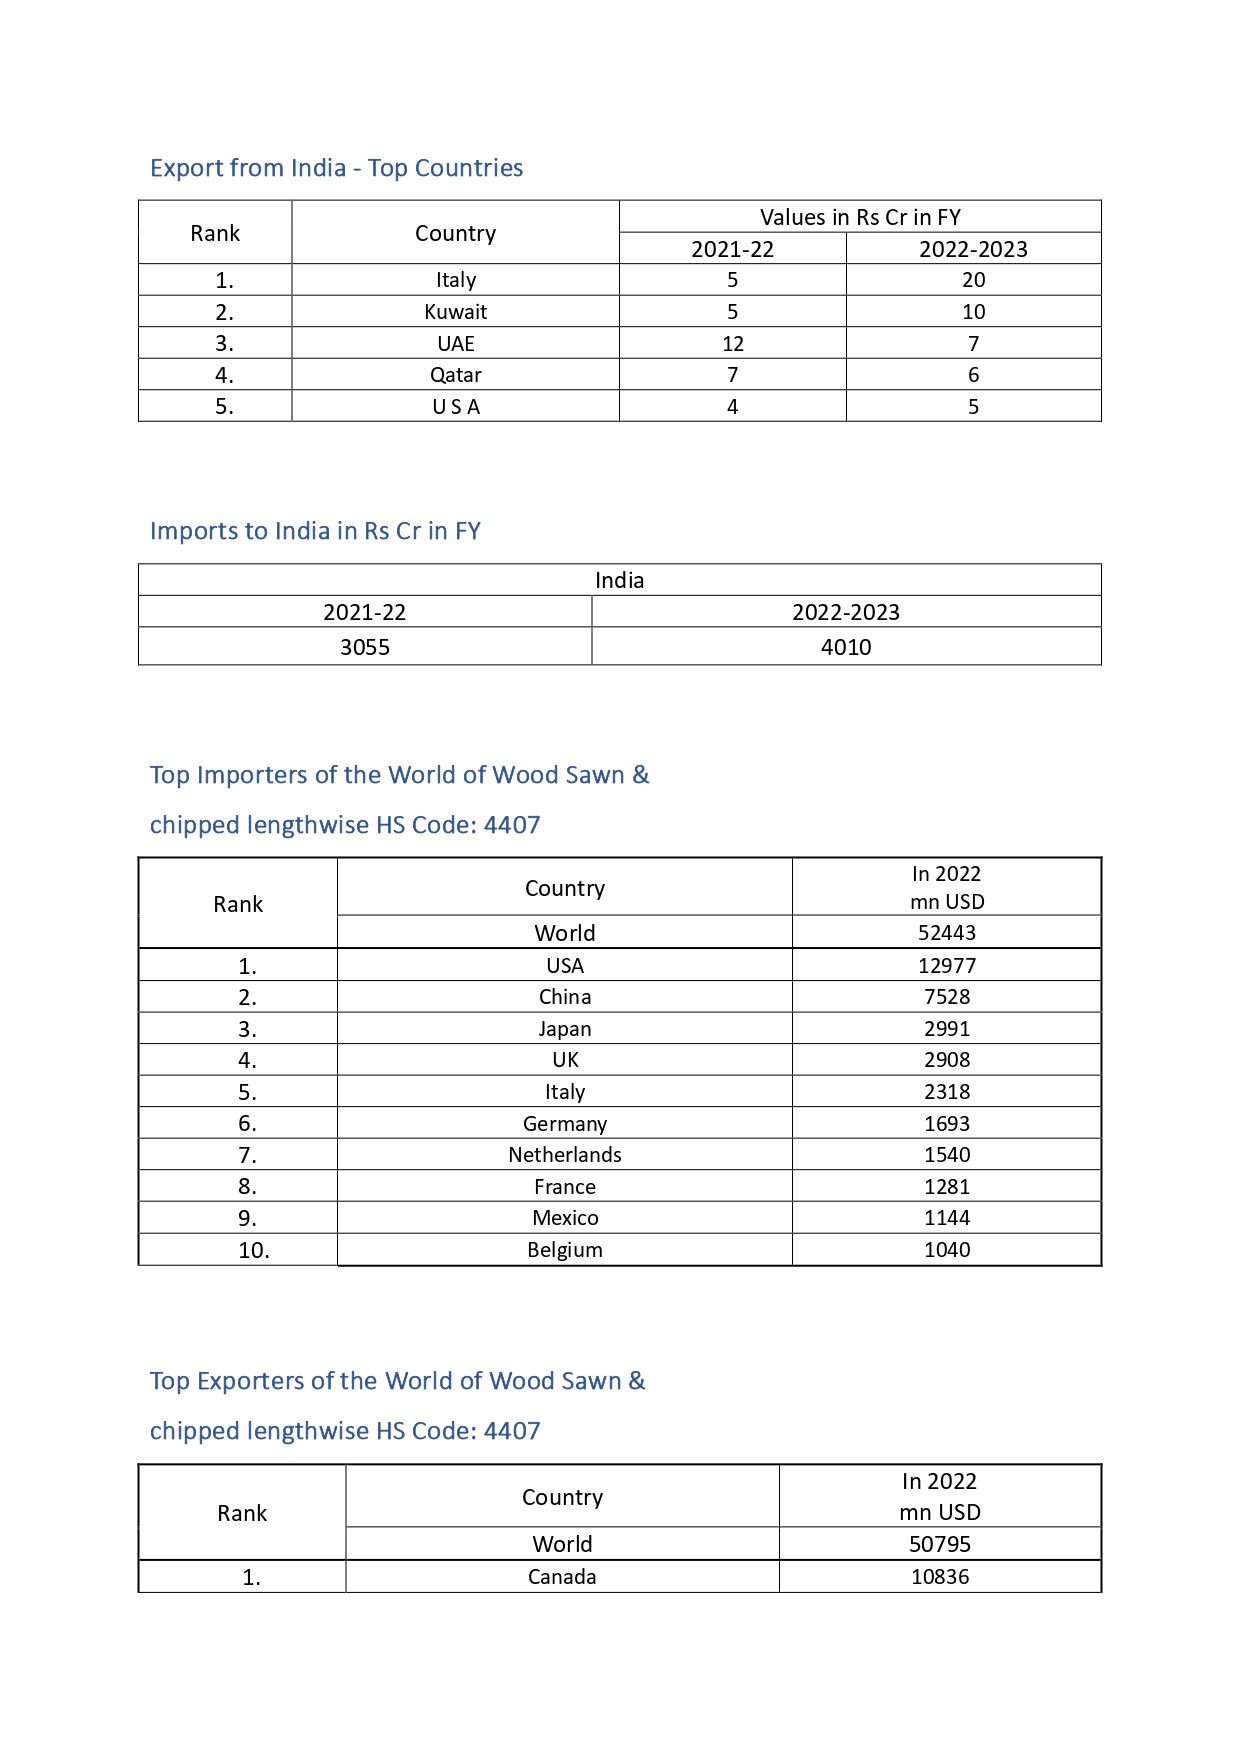 Export from India - Top Countries
Rank Country Values in Rs Cr in FY
2021-22 2022-2023
1. Italy 5 20
2. Kuwait 5 10
3. UAE 12 7
4. Qatar 7 6
5. U S A 4 5
Imports to India in Rs Cr in FY
India
2021-22 2022-2023
3055 4010
Top Importers of the World of Wood Sawn &
chipped lengthwise HS Code: 4407
Rank Country In 2022
mn USD
World 52443
1. USA 12977
2. China 7528
3. Japan 2991
4. UK 2908
5. Italy 2318
6. Germany 1693
7. Netherlands 1540
8. France 1281
9. Mexico 1144
10. Belgium 1040
Top Exporters of the World of Wood Sawn &
chipped lengthwise HS Code: 4407
Rank Country In 2022
mn USD
World 50795
1. Canada 10836